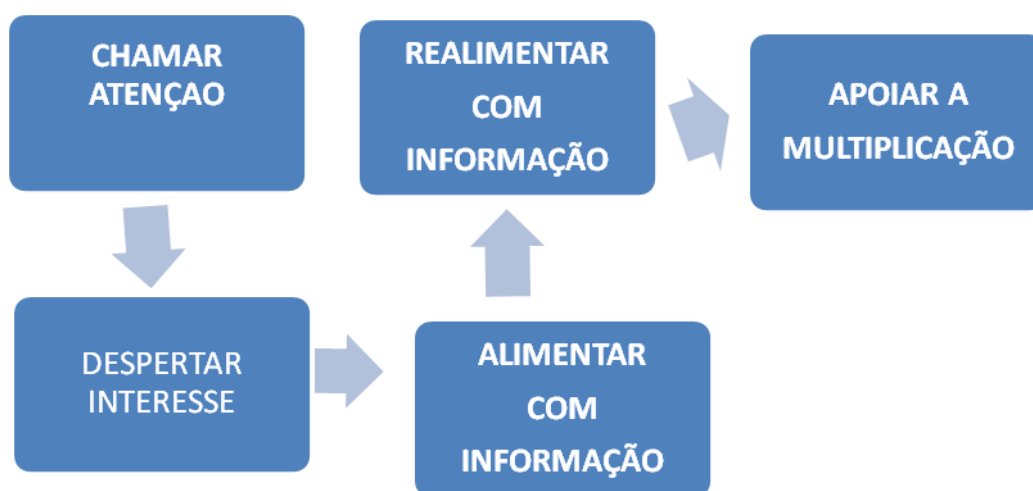 CHAMAR
ATENÇAO
DESPERTAR
INTERESSE
ALIMENTAR
COM
INFORMAÇÃO
REALIMENTAR
COM
INFORMAÇÃO
APOIAR A
MULTIPLICAÇÃO